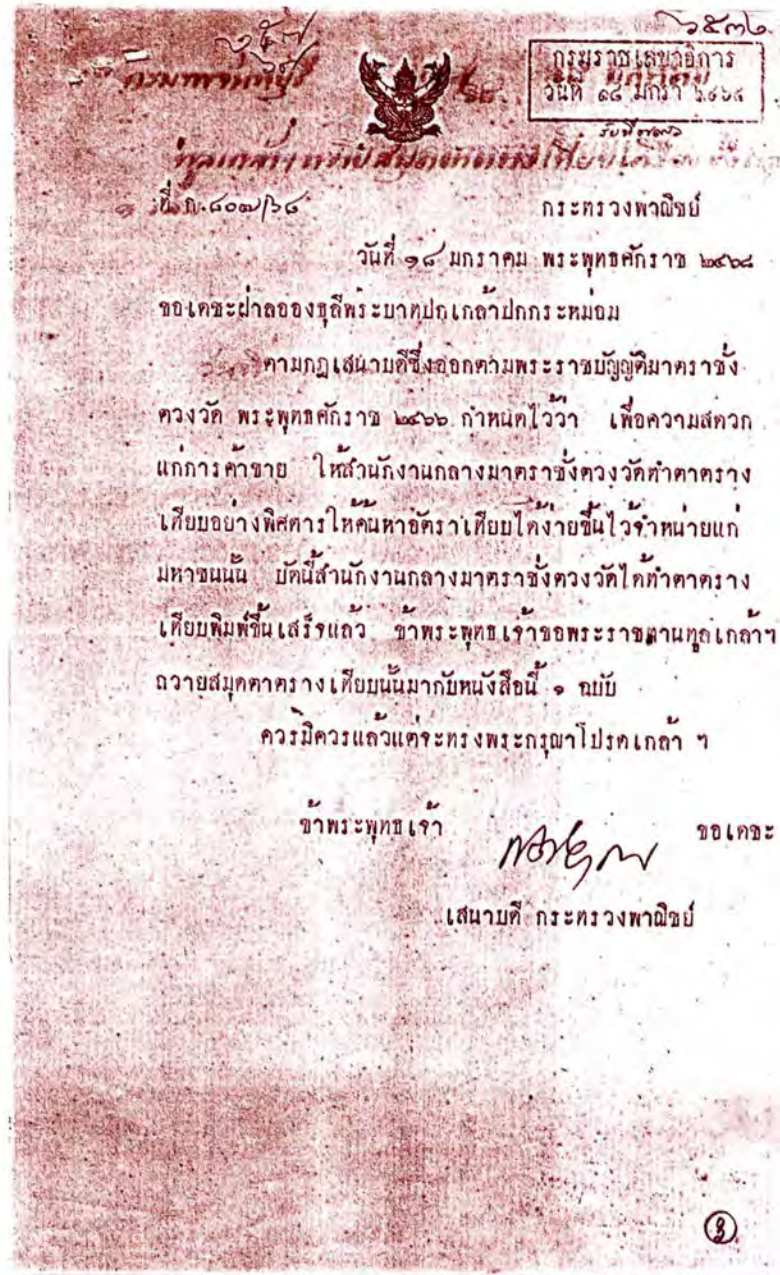 ๖๕๓๖
กรมราชเลขาธิการ
วันที่ ๑๘ มกรา ๖๔๖๘
ทูลเกล้าฯ
กระทรวงพาณิชย์
วันที่ ๑๘ มกราคม พระพุทธศักราช ๒๔๖๘
ขอเดชะฝ่าลอองธุลีพระบาทปกเกล้าปกกระหม่อม
ตามกฎเสนาบดีซึ่งออกตามพระราชบัญญัติมาตราชั่ง
ตวงวัด พระพุทธศักราช ๒๔๖๖ กำหนดไว้ว่า เพื่อความสดวก
แก่การค้าขาย ให้สำนักงานกลางมาตราชั่งตวงวัดทำตาตราง
เทียบอย่างพิศดารให้ค้นหาอัตราเทียบได้ง่ายขึ้นไว้จำหน่ายแก่
มหาชนนั้น บัดนี้สำนักงานกลางมาตราชั่งตวงวัดได้ทำตาตราง
เทียบพิมพ์ขึ้นเสร็จแล้ว ข้าพระพุทธเจ้าขอพระราชทานทูลเกล้าฯ
ถวายสมุดตาตรางเทียบนั้นมากับหนังสือนี้ ๑ ฉบับ
ควรมิควรแล้วแต่จะทรงพระกรุณาโปรดเกล้า ฯ
ข้าพระพุทธเจ้า ขอเดชะ
เสนาบดี กระทรวงพาณิชย์